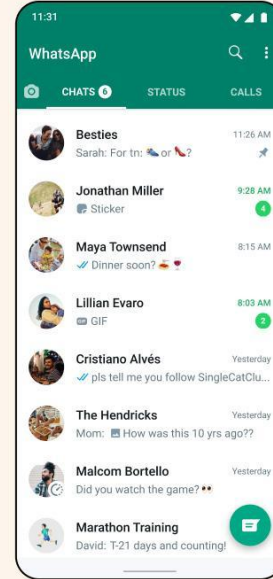 11:31
WhatsApp
CHATS 6 STATUS CALLS
Besties 11:26 AM
Sarah: For tn: 👟 or 👠?
Jonathan Miller 9:28 AM
Sticker 4
Maya Townsend 8:15 AM
Dinner soon? 🍝🍷
Lillian Evaro 8:03 AM
GIF 2
Cristiano Alvés Yesterday
pls tell me you follow SingleCatClu...
The Hendricks Yesterday
Mom: How was this 10 yrs ago??
Malcom Bortello Yesterday
Did you watch the game? 👀
Marathon Training
David: T-21 days and counting!